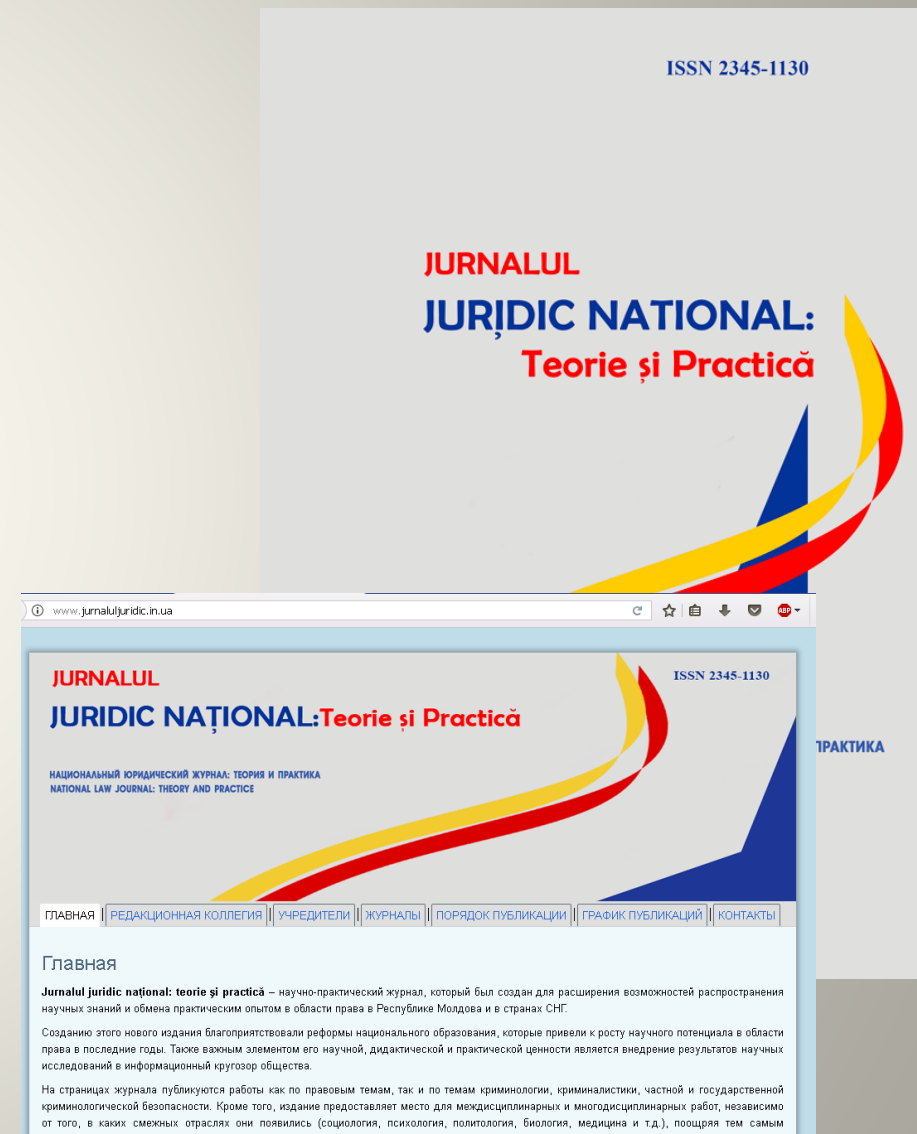 ISSN 2345-1130
JURNALUL
JURIḌIC NATIONAL:
Teorie și Practică
www.jurnaluljuridic.in.ua
ABP
JURNALUL
ISSN 2345-1130
JURIDIC NAȚIONAL:Teorie și Practică
ПРАКТИКА
НАЦИОНАЛЬНЫЙ ЮРИДИЧЕСКИЙ ЖУРНАЛ: ТЕОРИЯ И ПРАКТИКА
NATIONAL LAW JOURNAL: THEORY AND PRACTICE
ГЛАВНАЯ | РЕДАКЦИОННАЯ КОЛЛЕГИЯ | УЧРЕДИТЕЛИ | ЖУРНАЛЫ | ПОРЯДОК ПУБЛИКАЦИИ | ГРАФИК ПУБЛИКАЦИЙ | КОНТАКТЫ
Главная
Jurnalul juridic naţional: teorie şi practică – научно-практический журнал, который был создан для расширения возможностей распространения
научных знаний и обмена практическим опытом в области права в Республике Молдова и в странах СНГ.
Созданию этого нового издания благоприятствовали реформы национального образования, которые привели к росту научного потенциала в области
права в последние годы. Также важным элементом его научной, дидактической и практической ценности является внедрение результатов научных
исследований в информационный кругозор общества.
На страницах журнала публикуются работы как по правовым темам, так и по темам криминологии, криминалистики, частной и государственной
криминологической безопасности. Кроме того, издание предоставляет место для междисциплинарных и многодисциплинарных работ, независимо
от того, в каких смежных отраслях они появились (социология, психология, политология, биология, медицина и т.д.), поощряя тем самым